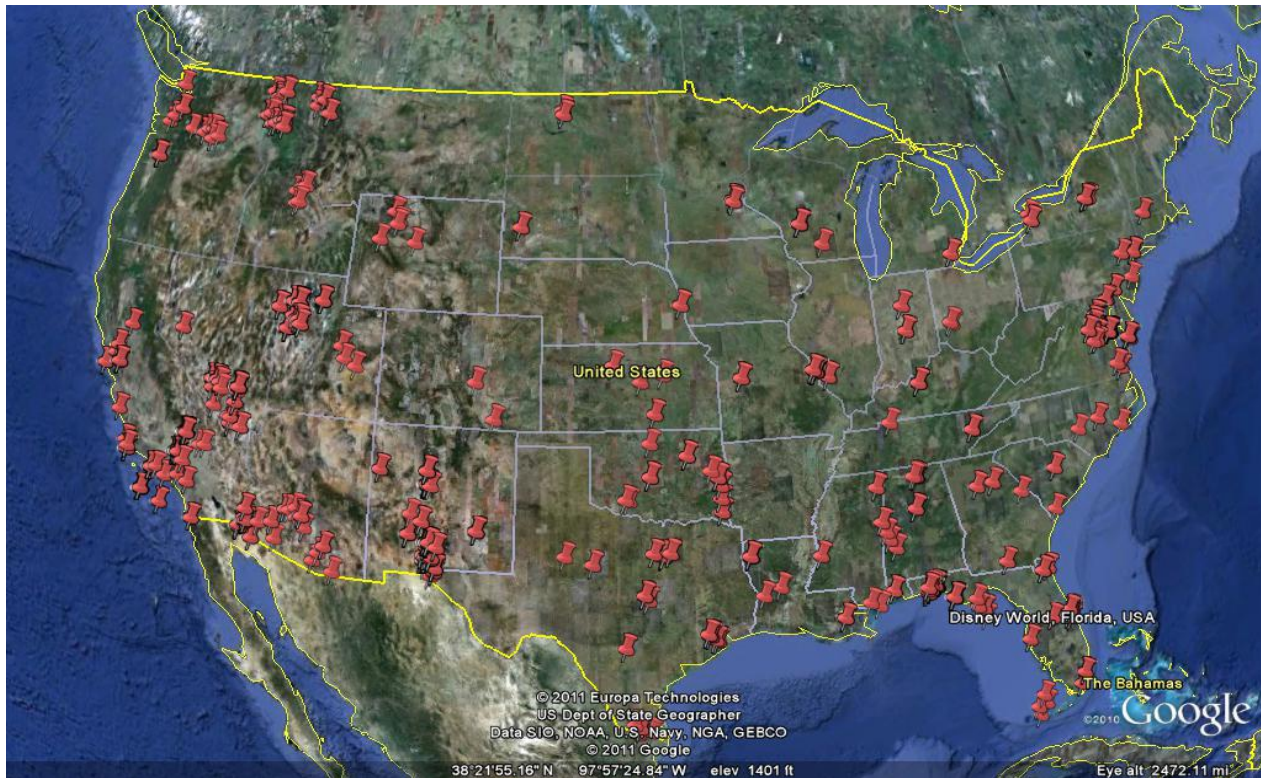 United States
Disney World, Florida, USA
The Bahamas
© 2011 Europa Technologies
US Dept of State Geographer
Data SIO, NOAA, U.S. Navy, NGA, GEBCO
© 2011 Google
©2010 Google
38°21'55.16" N 97°57'24.84" W elev 1401 ft
Eye alt 2472.11 mi